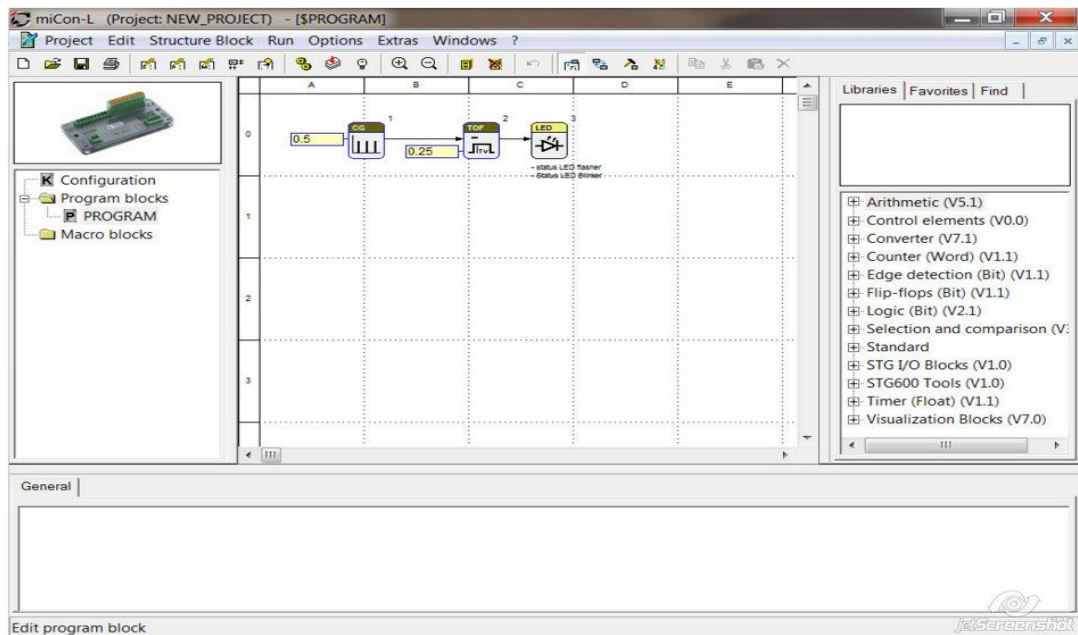 miCon-L (Project: NEW_PROJECT) - [$PROGRAM]
Project Edit Structure Block Run Options Extras Windows ?
A B C D E
0
1
2
3
0.5
CG
1
0.25
TOF
2
LED
3
- status LED flasher
- Status LED Blinker
K Configuration
Program blocks
P PROGRAM
Macro blocks
Libraries Favorites Find
Arithmetic (V5.1)
Control elements (V0.0)
Converter (V7.1)
Counter (Word) (V1.1)
Edge detection (Bit) (V1.1)
Flip-flops (Bit) (V1.1)
Logic (Bit) (V2.1)
Selection and comparison (V:
Standard
STG I/O Blocks (V1.0)
STG600 Tools (V1.0)
Timer (Float) (V1.1)
Visualization Blocks (V7.0)
General
Edit program block
jetScreenshot